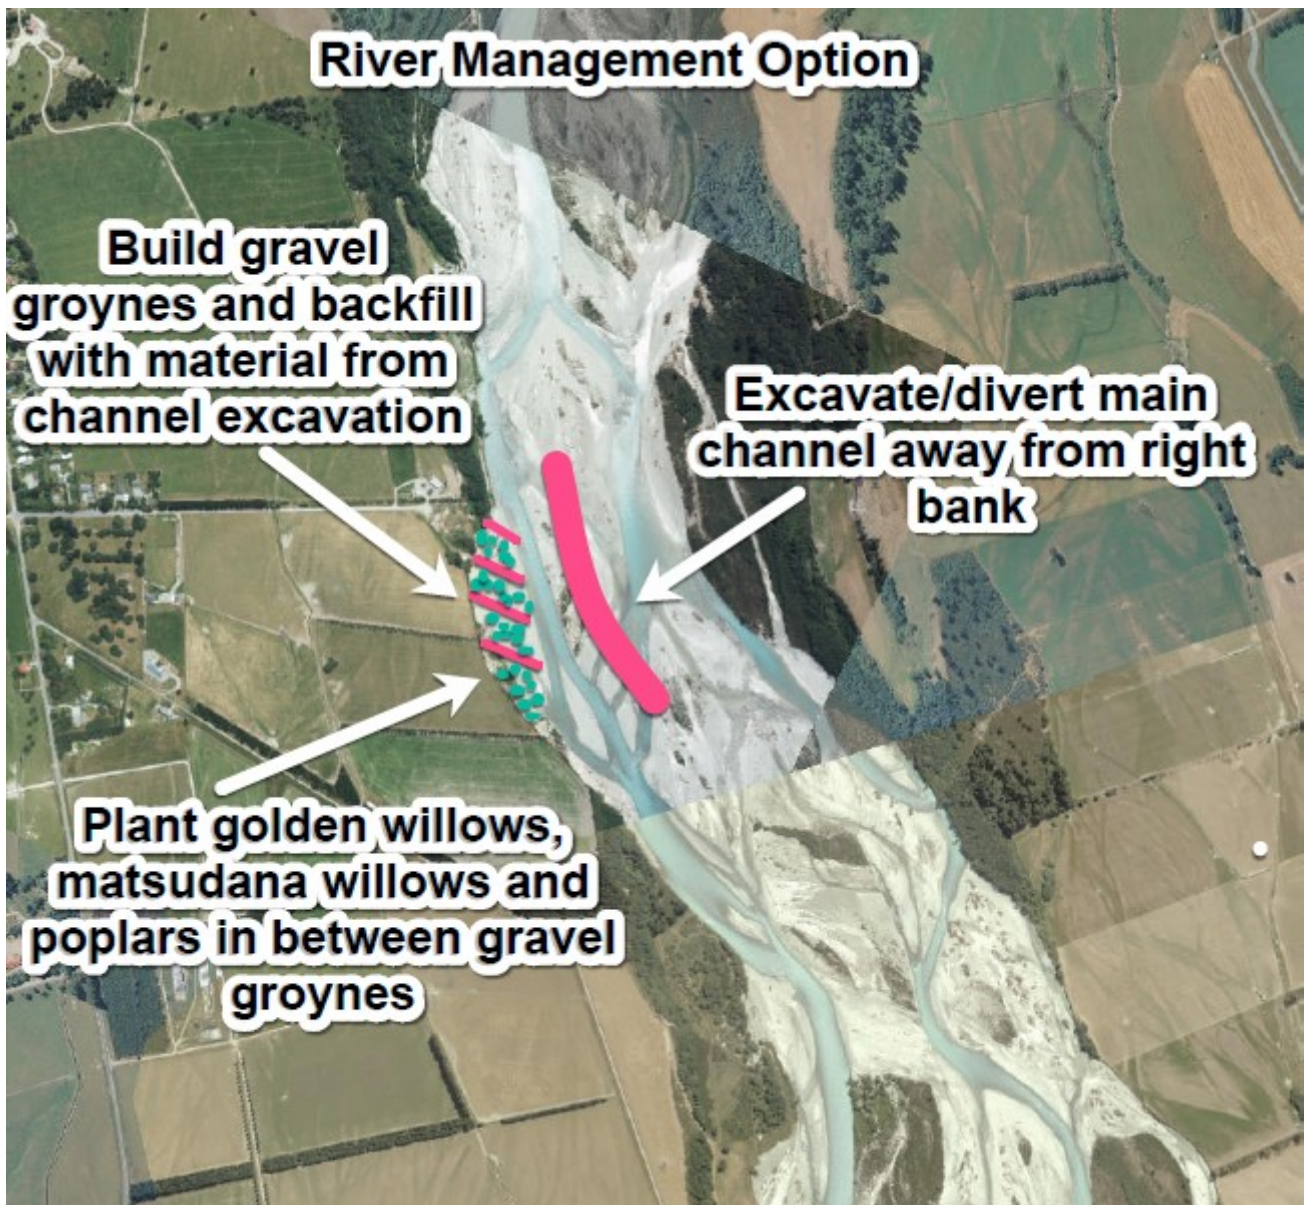 River Management Option
Build gravel
groynes and backfill
with material from
channel excavation
Excavate/divert main
channel away from right
bank
Plant golden willows,
matsudana willows and
poplars in between gravel
groynes